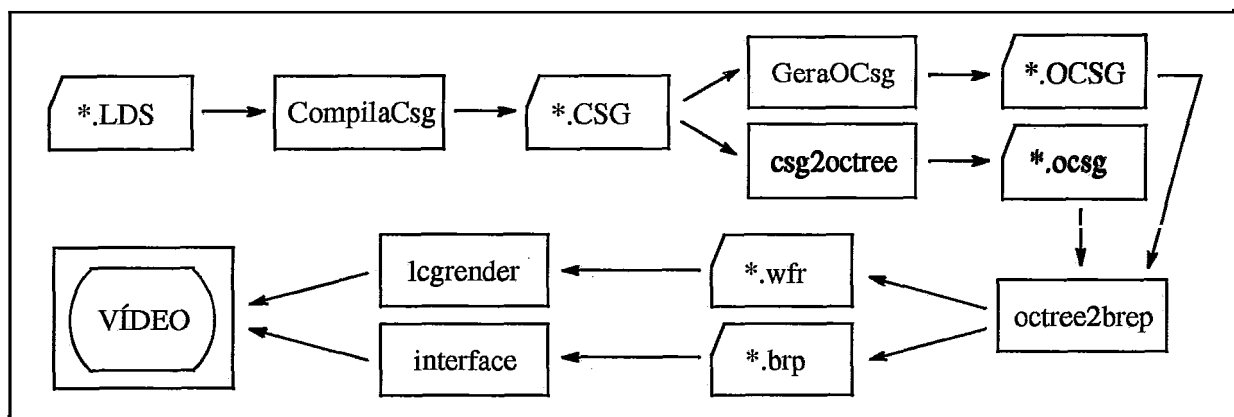 *.LDS
CompilaCsg
*.CSG
GeraOCsg
*.OCSG
csg2octree
*.ocsg
VÍDEO
lcgrender
*.wfr
octree2brep
interface
*.brp